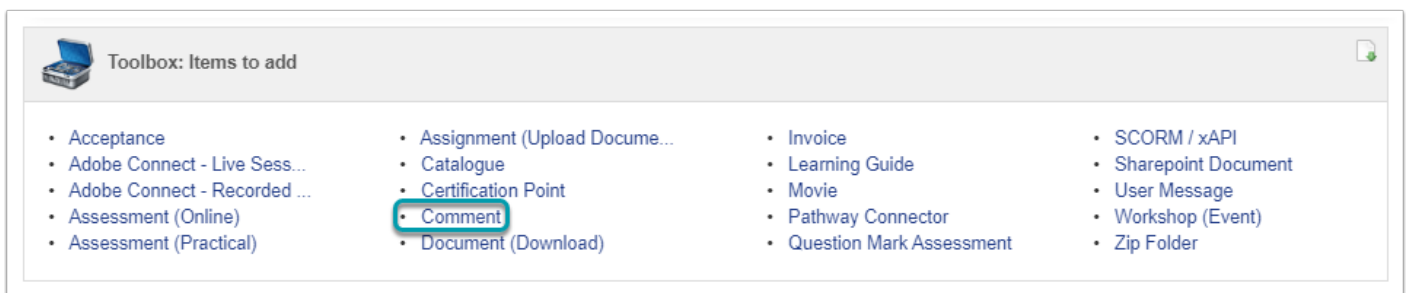 Toolbox: Items to add
Acceptance
Adobe Connect - Live Sess...
Adobe Connect - Recorded ...
Assessment (Online)
Assessment (Practical)
Assignment (Upload Docume...
Catalogue
Certification Point
Comment
Document (Download)
Invoice
Learning Guide
Movie
Pathway Connector
Question Mark Assessment
SCORM / xAPI
Sharepoint Document
User Message
Workshop (Event)
Zip Folder